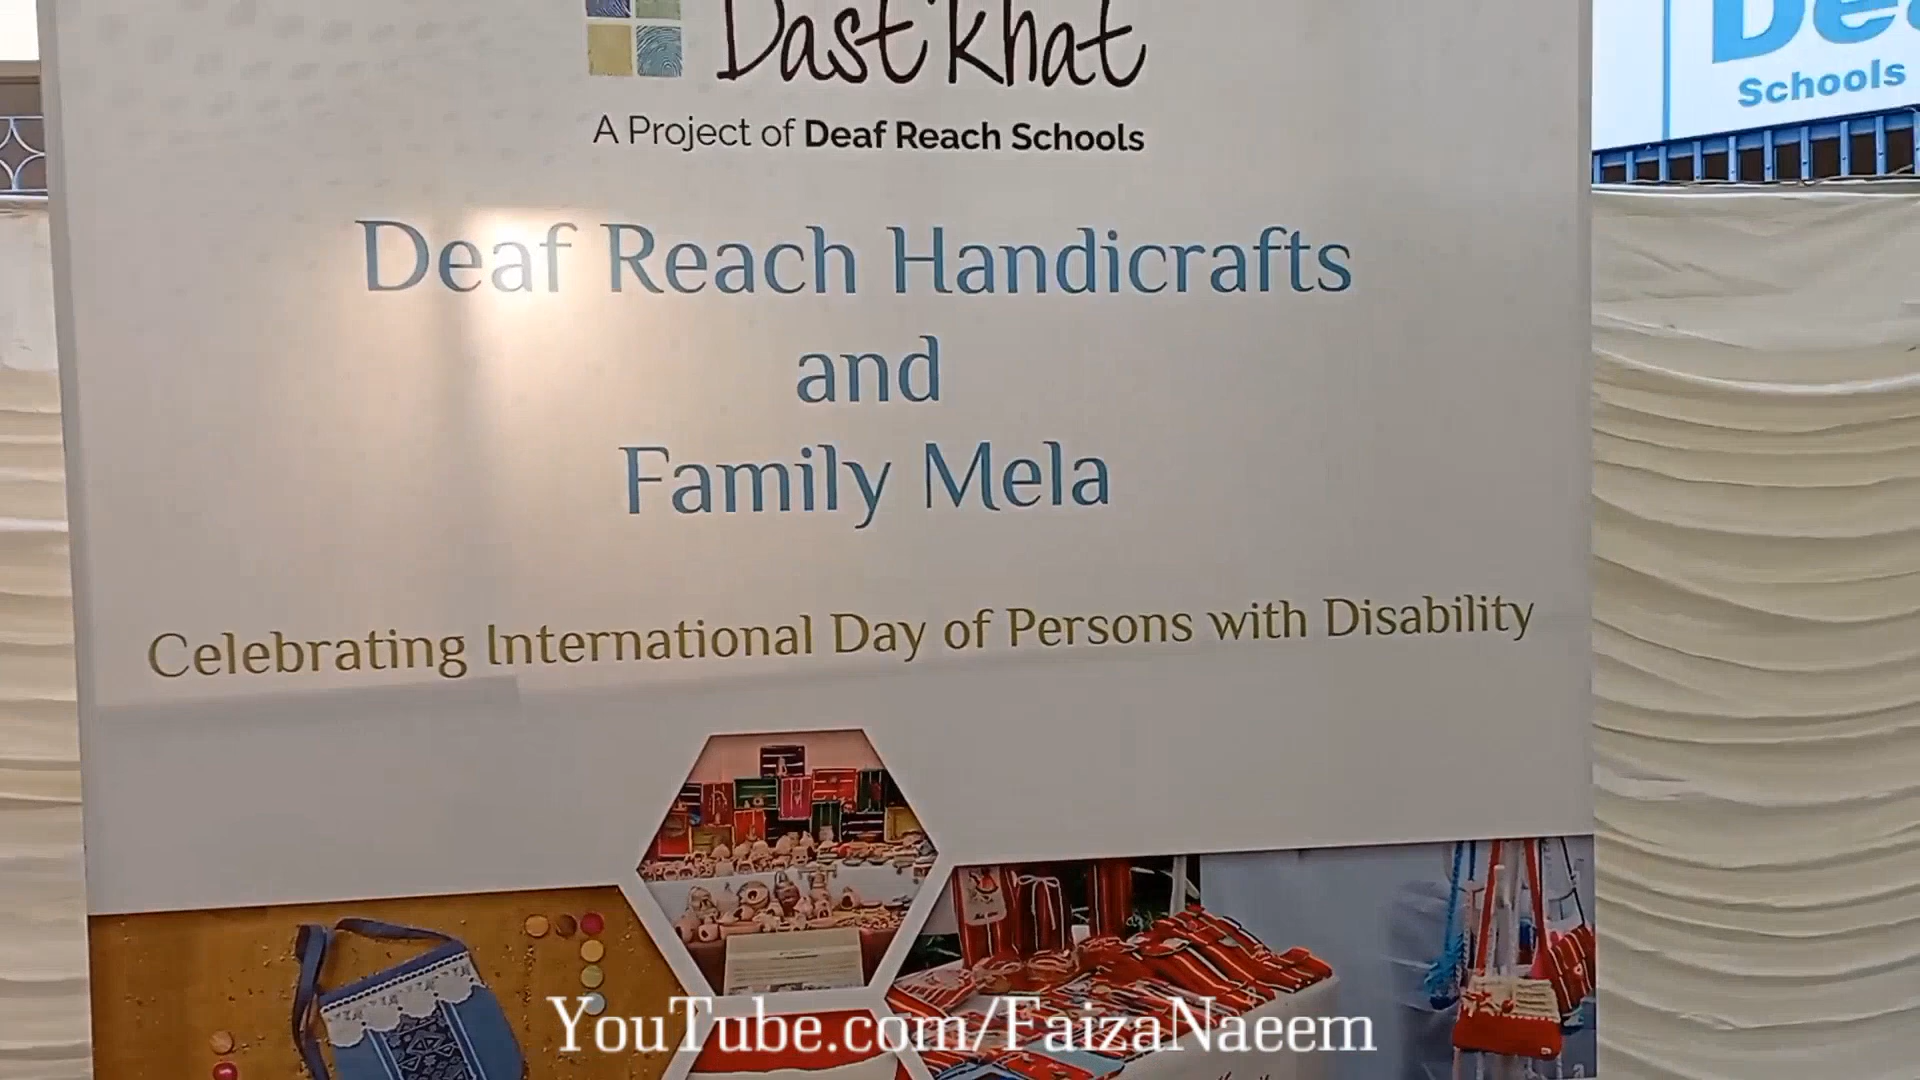 Dast'khat
A Project of Deaf Reach Schools
Deaf Reach Handicrafts
and
Family Mela
Celebrating International Day of Persons with Disability
Schools
YouTube.com/FaizaNaeem